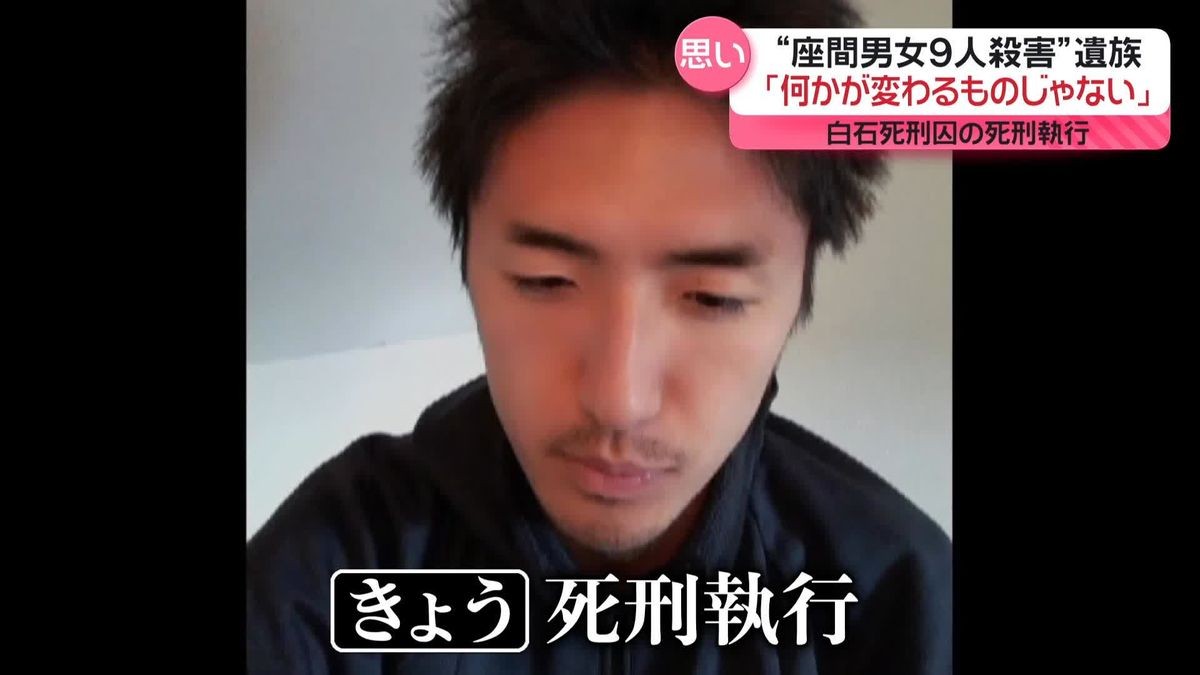 思い
“座間男女9人殺害”遺族
「何かが変わるものじゃない」
白石死刑囚の死刑執行
きょう 死刑執行